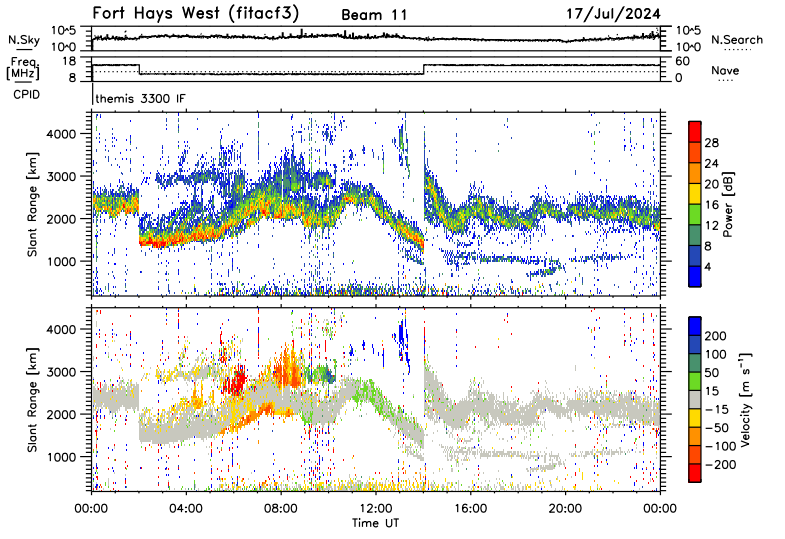 Fort Hays West (fitacf3) Beam 11 17/Jul/2024
N.Sky 10^5 10^0 10^5 10^0 N.Search
Freq. [MHz] 18 8 60 0 Nave
CPID themis 3300 IF
Slant Range [km] 4000 3000 2000 1000
Power [dB] 28 24 20 16 12 8 4
Slant Range [km] 4000 3000 2000 1000
Velocity [m s⁻¹] 200 100 50 15 −15 −50 −100 −200
00:00 04:00 08:00 12:00 16:00 20:00 00:00
Time UT